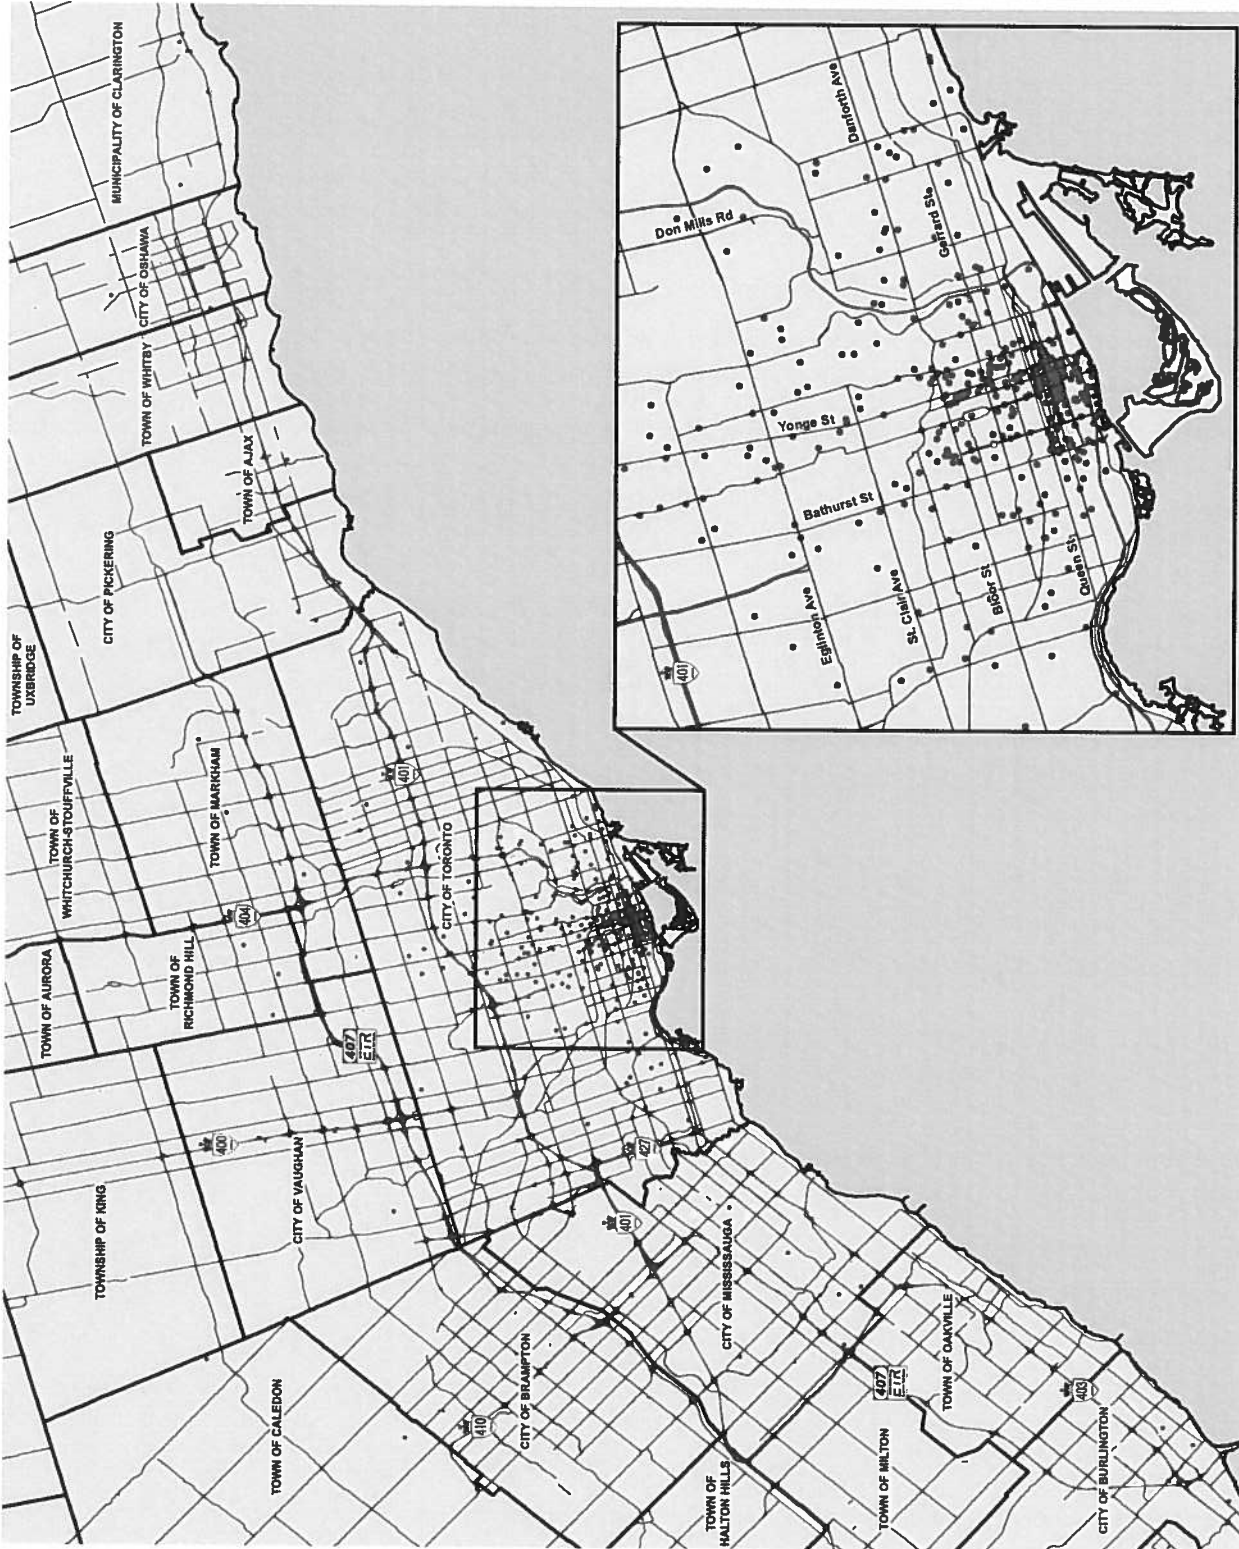 MUNICIPALITY OF CLARINGTON
CITY OF OSHAWA
TOWN OF WHITBY
TOWN OF AJAX
CITY OF PICKERING
TOWNSHIP OF
UXBRIDGE
TOWN OF
WHITCHURCH-STOUFFVILLE
TOWN OF MARKHAM
401
CITY OF TORONTO
404
TOWN OF AURORA
TOWN OF
RICHMOND HILL
407
ETR
400
CITY OF VAUGHAN
TOWNSHIP OF KING
427
401
CITY OF MISSISSAUGA
TOWN OF CALEDON
410
CITY OF BRAMPTON
TOWN OF
HALTON HILLS
407
ETR
TOWN OF OAKVILLE
TOWN OF MILTON
403
CITY OF BURLINGTON
Danforth Ave
Don Mills Rd
Gerrard St
Yonge St
Bathurst St
Eglinton Ave
St. Clair Ave
Bloor St
Queen St
401